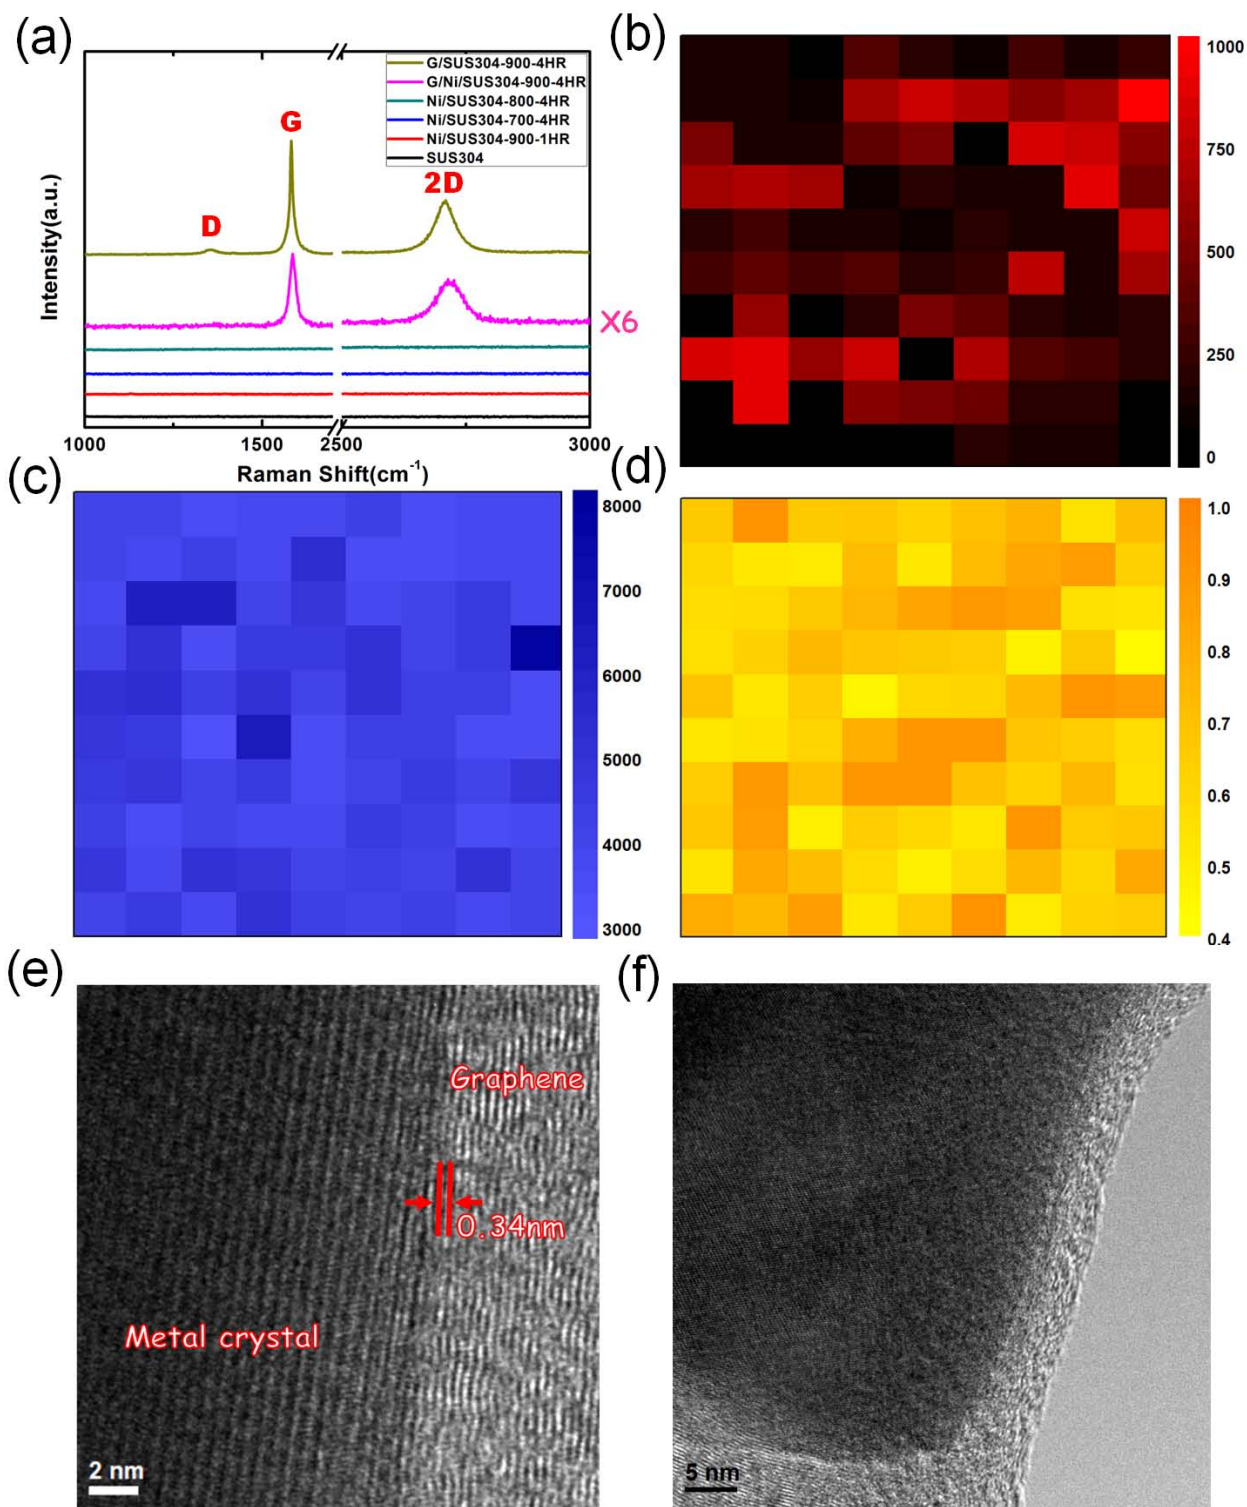 (a)
G/SUS304-900-4HR
G/Ni/SUS304-900-4HR
Ni/SUS304-800-4HR
Ni/SUS304-700-4HR
Ni/SUS304-900-1HR
SUS304
G
D
2D
X6
Intensity(a.u.)
1000
1500
2500
3000
Raman Shift(cm⁻¹)
(b)
1000
750
500
250
0
(c)
8000
7000
6000
5000
4000
3000
(d)
1.0
0.9
0.8
0.7
0.6
0.5
0.4
(e)
Graphene
0.34nm
Metal crystal
2 nm
(f)
5 nm